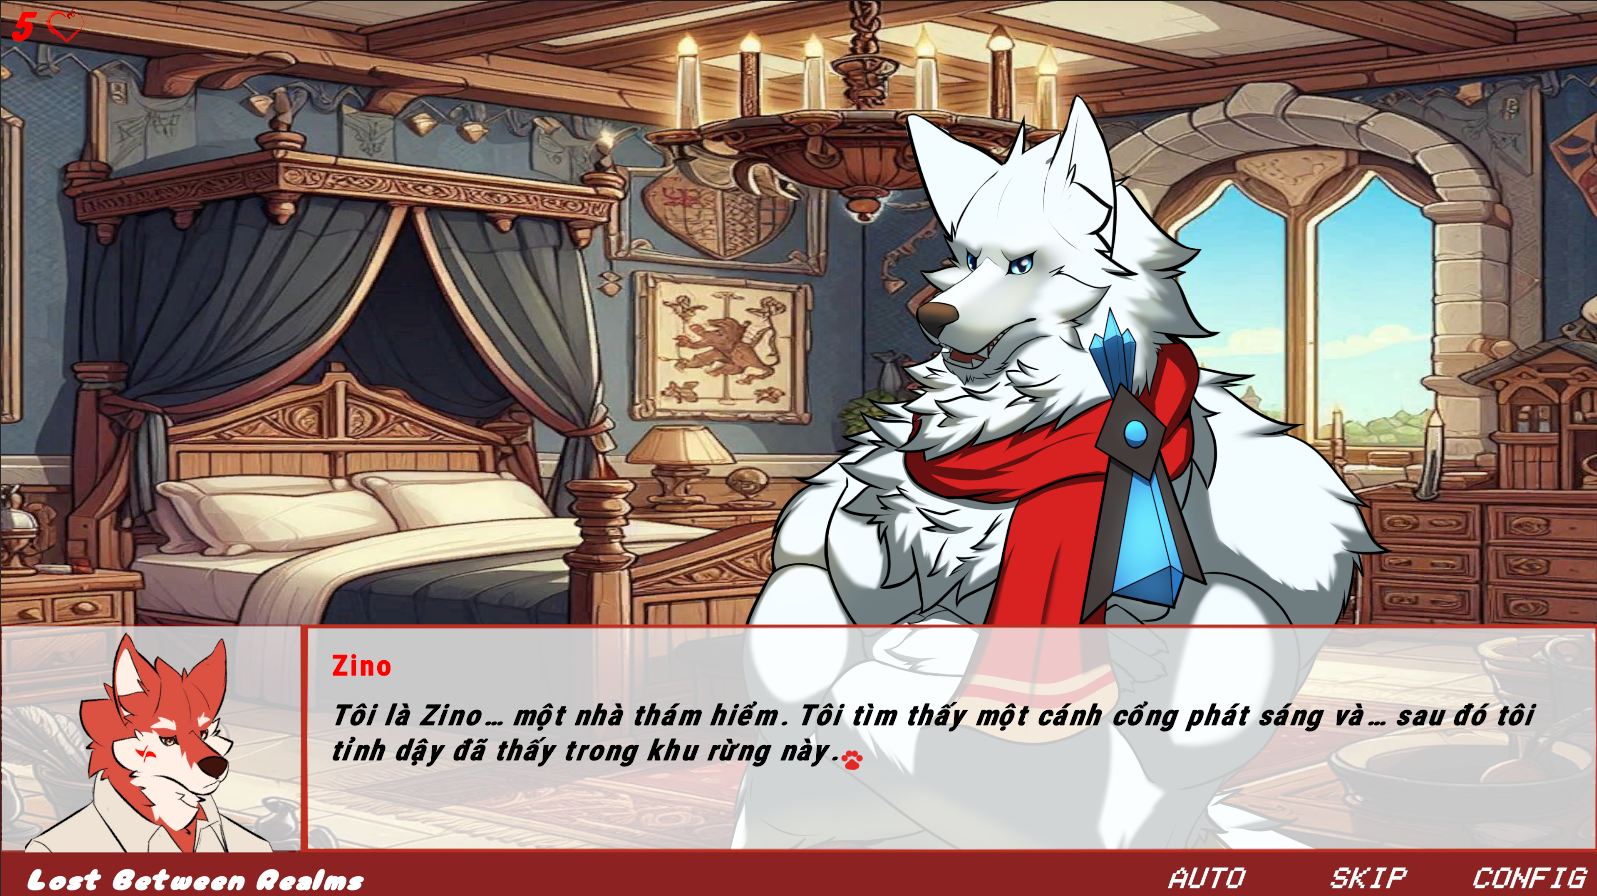 5
Zino
Tôi là Zino... một nhà thám hiểm. Tôi tìm thấy một cánh cổng phát sáng và... sau đó tôi
tỉnh dậy đã thấy trong khu rừng này.
Lost Between Realms
AUTO SKIP CONFIG